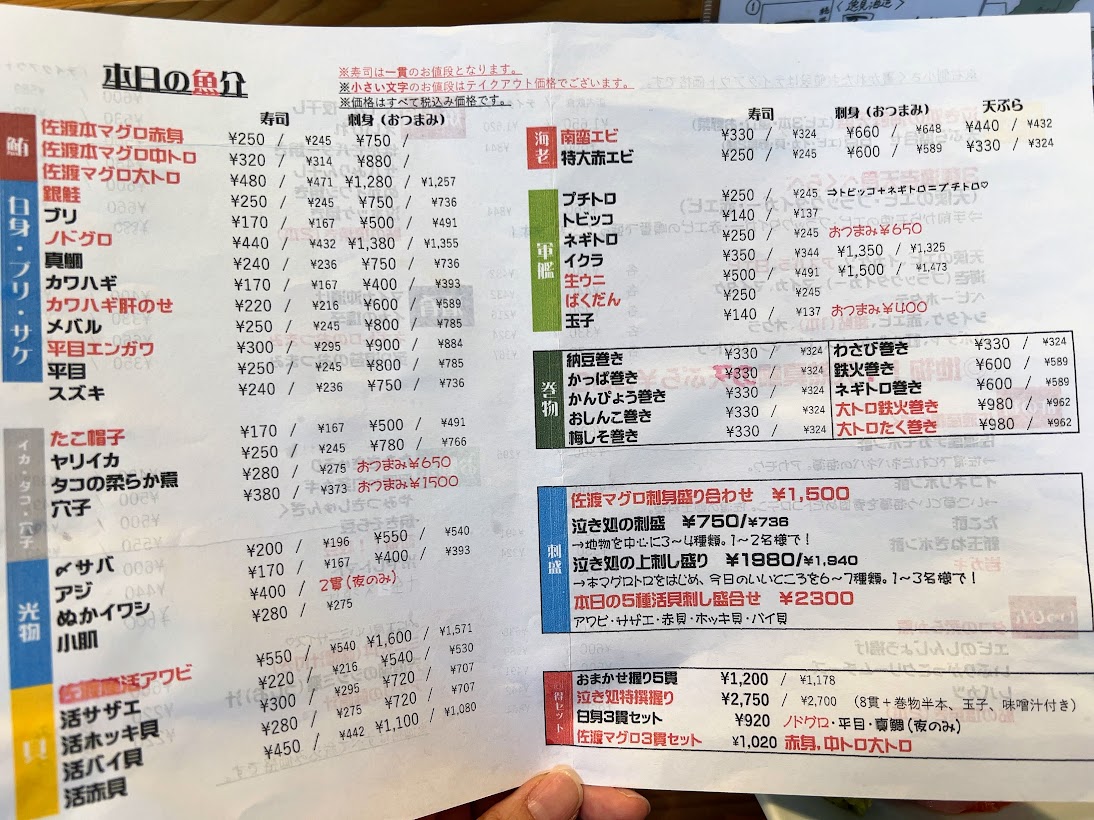 本日の魚介
※寿司は一貫のお値段となります。
※小さい文字のお値段はテイクアウト価格でございます。
※価格はすべて税込み価格です。
寿司 刺身（おつまみ）
鮪
佐渡本マグロ赤身 ¥250 / ¥245 ¥750 /
佐渡本マグロ中トロ ¥320 / ¥314 ¥880 /
佐渡マグロ大トロ ¥480 / ¥471 ¥1,280 / ¥1,257
白身・ブリ・サケ
銀鮭 ¥250 / ¥245 ¥750 / ¥736
ブリ ¥170 / ¥167 ¥500 / ¥491
ノドグロ ¥440 / ¥432 ¥1,380 / ¥1,355
真鯛 ¥240 / ¥236 ¥750 / ¥736
カワハギ ¥170 / ¥167 ¥400 / ¥393
カワハギ肝のせ ¥220 / ¥216 ¥600 / ¥589
メバル ¥250 / ¥245 ¥800 / ¥785
平目エンガワ ¥300 / ¥295 ¥900 / ¥884
平目 ¥250 / ¥245 ¥800 / ¥785
スズキ ¥240 / ¥236 ¥750 / ¥736
イカ・タコ・穴子
たこ帽子 ¥170 / ¥167 ¥500 / ¥491
ヤリイカ ¥250 / ¥245 ¥780 / ¥766
タコの柔らか煮 ¥280 / ¥275 おつまみ¥650
穴子 ¥380 / ¥373 おつまみ¥1500
光物
〆サバ ¥200 / ¥196 ¥550 / ¥540
アジ ¥170 / ¥167 ¥400 / ¥393
ぬかイワシ ¥400 / 2貫(夜のみ)
小肌 ¥280 / ¥275
貝
佐渡産活アワビ ¥550 / ¥540 ¥1,600 / ¥1,571
活サザエ ¥220 / ¥216 ¥540 / ¥530
活ホッキ貝 ¥300 / ¥295 ¥720 / ¥707
活バイ貝 ¥280 / ¥275 ¥720 / ¥707
活赤貝 ¥450 / ¥442 ¥1,100 / ¥1,080
寿司 刺身（おつまみ） 天ぷら
海老
南蛮エビ ¥330 / ¥324 ¥660 / ¥648 ¥440 / ¥432
特大赤エビ ¥250 / ¥245 ¥600 / ¥589 ¥330 / ¥324
軍艦
プチトロ ¥250 / ¥245 ⇒トビッコ+ネギトロ=プチトロ♡
トビッコ ¥140 / ¥137
ネギトロ ¥250 / ¥245 おつまみ¥650
イクラ ¥350 / ¥344 ¥1,350 / ¥1,325
生ウニ ¥500 / ¥491 ¥1,500 / ¥1,473
ばくだん ¥250 / ¥245
玉子 ¥140 / ¥137 おつまみ¥400
巻物
納豆巻き ¥330 / ¥324 わさび巻き ¥330 / ¥324
かっぱ巻き ¥330 / ¥324 鉄火巻き ¥600 / ¥589
かんぴょう巻き ¥330 / ¥324 ネギトロ巻き ¥600 / ¥589
おしんこ巻き ¥330 / ¥324 大トロ鉄火巻き ¥980 / ¥962
梅しそ巻き ¥330 / ¥324 大トロたく巻き ¥980 / ¥962
刺盛
佐渡マグロ刺身盛り合わせ ¥1,500
泣き処の刺盛 ¥750/¥736
→地物を中心に3～4種類。1～2名様で！
泣き処の上刺し盛り ¥1980/¥1,940
→本マグロトロをはじめ、今日のいいところを6～7種類。1～3名様で！
本日の5種活貝刺し盛合せ ¥2300
アワビ・サザエ・赤貝・ホッキ貝・バイ貝
得セット
おまかせ握り5貫 ¥1,200 / ¥1,178
泣き処特撰握り ¥2,750 / ¥2,700 （8貫＋巻物半本、玉子、味噌汁付き）
白身3貫セット ¥920 ノドグロ・平目・真鯛(夜のみ)
佐渡マグロ3貫セット ¥1,020 赤身,中トロ大トロ